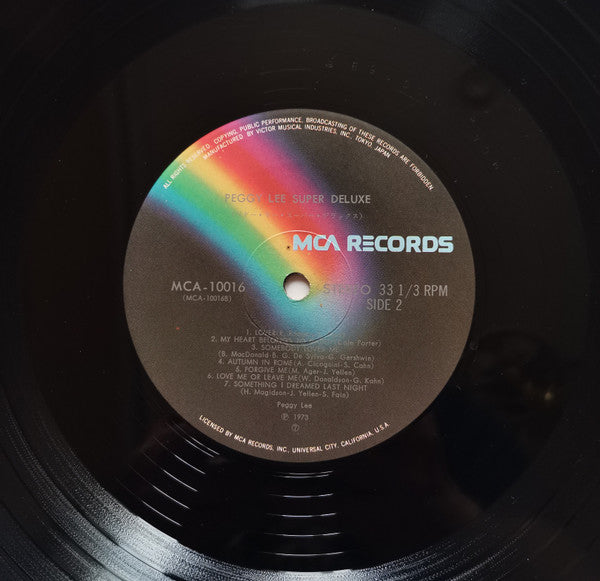 ALL RIGHTS RESERVED. COPYING, PUBLIC PERFORMANCE, BROADCASTING OF THESE RECORDS ARE FORBIDDEN.
MANUFACTURED BY VICTOR MUSICAL INDUSTRIES, INC. TOKYO, JAPAN
PEGGY LEE SUPER DELUXE
MCA RECORDS
MCA-10016
STEREO 33 1/3 RPM
(MCA-10016B)
SIDE 2
1. LOVER(
2. MY HEART BELONGS Porter)
3. SOMEBODY
(B. MacDonald-B. G. De Sylva-G. Gershwin)
4. AUTUMN IN ROME(A. Cicognini-S. Cahn)
5. FORGIVE ME(M. Ager-J. Yellen)
6. LOVE ME OR LEAVE ME(W. Donaldson-G. Kahn)
7. SOMETHING I DREAMED LAST NIGHT
(H. Magidson-J. Yellen-S. Fain)
Peggy Lee
Ⓟ 1973
⑦
LICENSED BY MCA RECORDS, INC., UNIVERSAL CITY, CALIFORNIA, U.S.A.